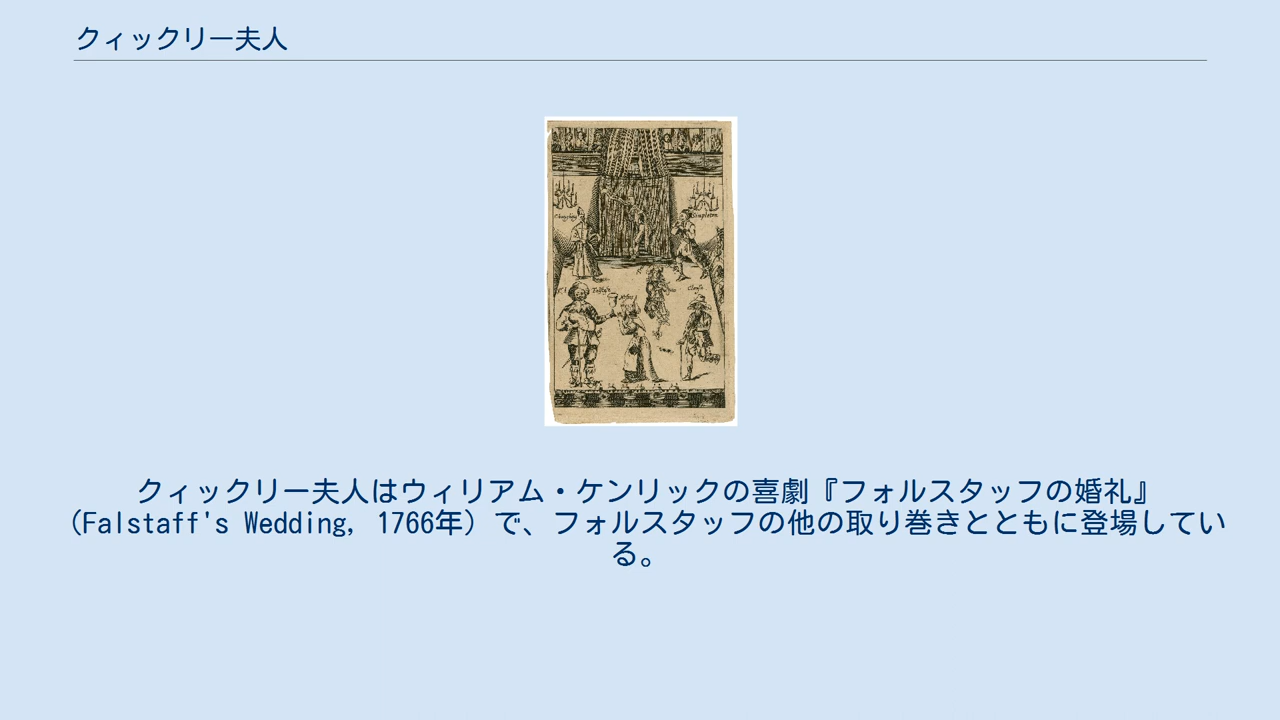 クィックリー夫人
Simpleton
クィックリー夫人はウィリアム・ケンリックの喜劇『フォルスタッフの婚礼』
(Falstaff's Wedding, 1766年) で、フォルスタッフの他の取り巻きとともに登場してい
る。